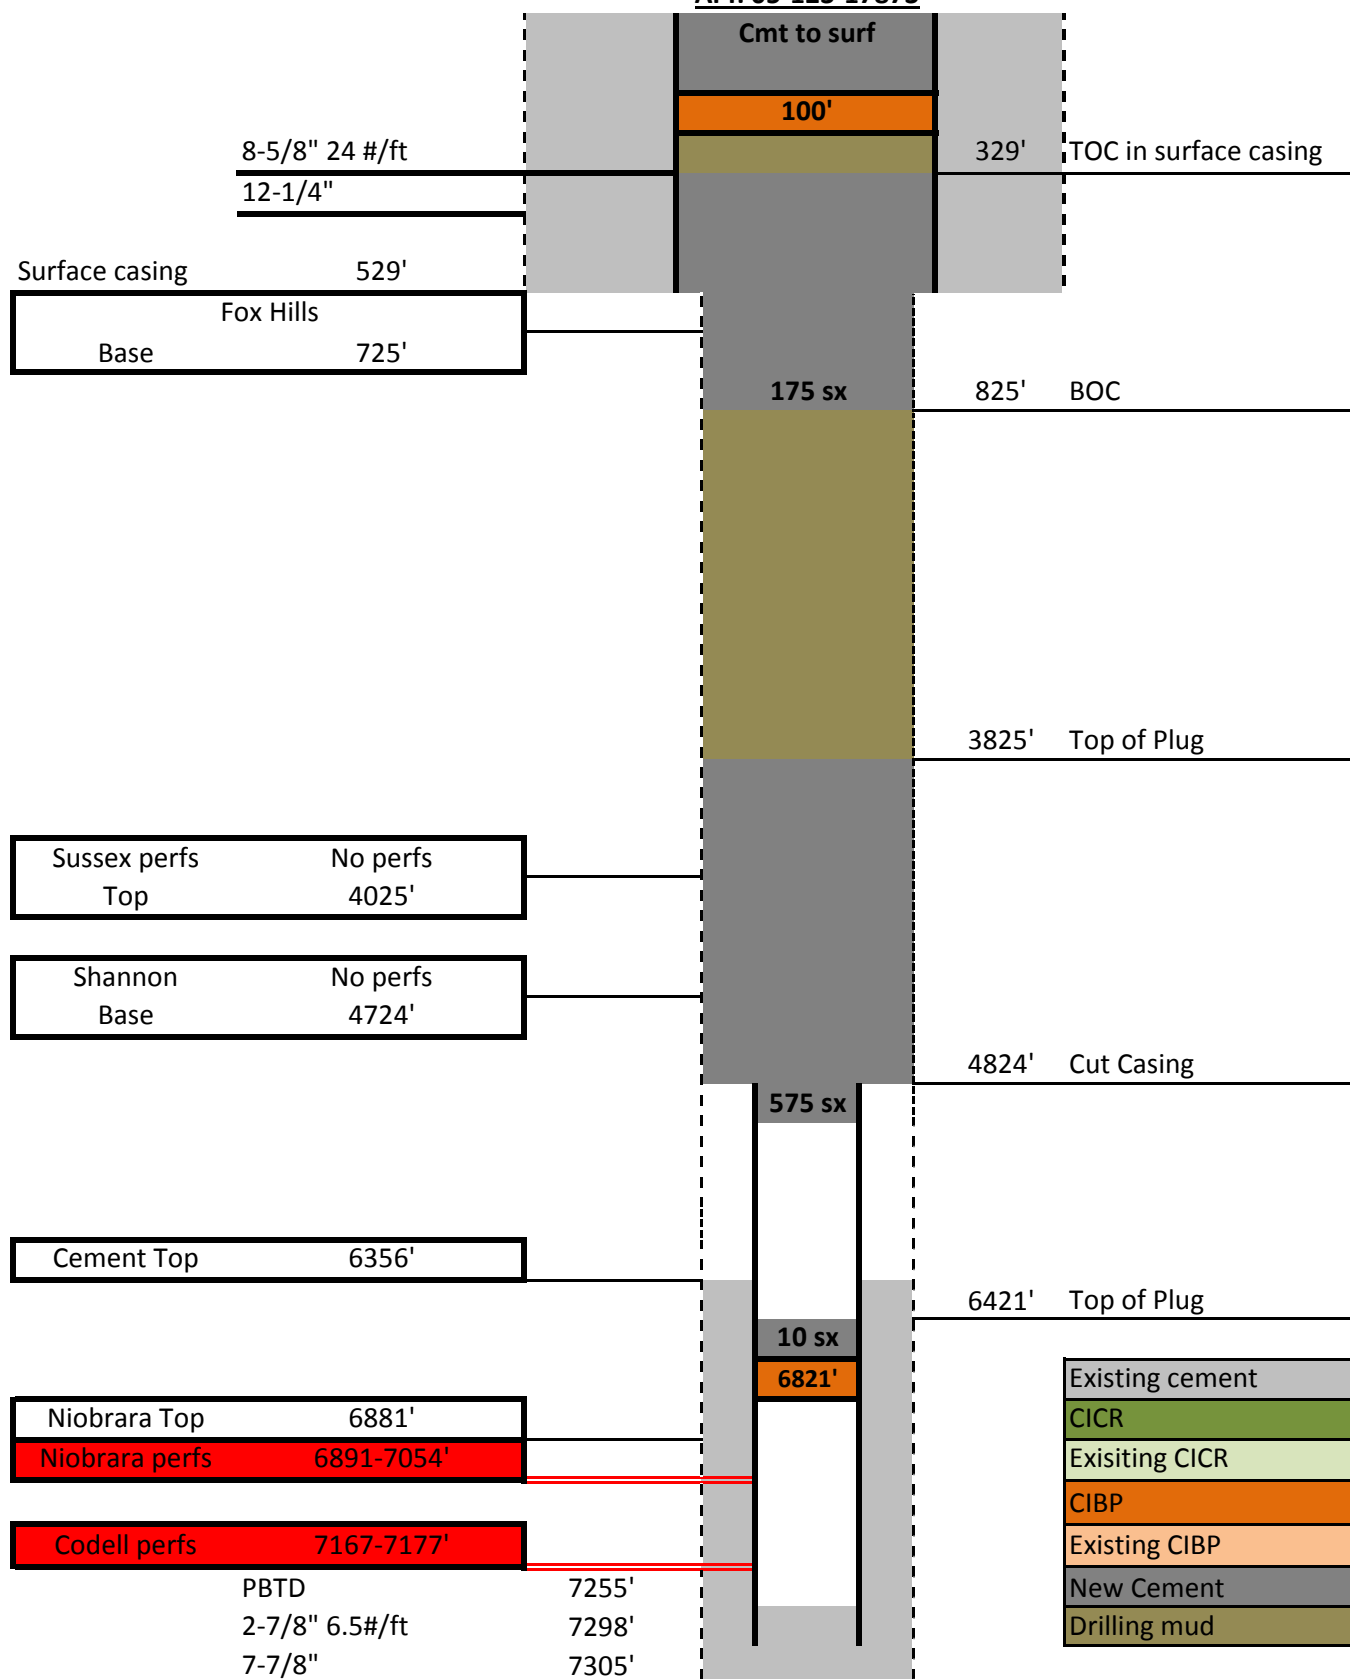 Cmt to surf
100'
8-5/8" 24 #/ft 329' TOC in surface casing
12-1/4"
Surface casing 529'
Fox Hills
Base 725'
175 sx 825' BOC
3825' Top of Plug
Sussex perfs No perfs
Top 4025'
Shannon No perfs
Base 4724'
4824' Cut Casing
575 sx
Cement Top 6356'
6421' Top of Plug
10 sx
6821'
Existing cement
Niobrara Top 6881'
CICR
Niobrara perfs 6891-7054'
Exisiting CICR
CIBP
Codell perfs 7167-7177'
Existing CIBP
PBTD 7255'
New Cement
2-7/8" 6.5#/ft 7298'
Drilling mud
7-7/8" 7305'